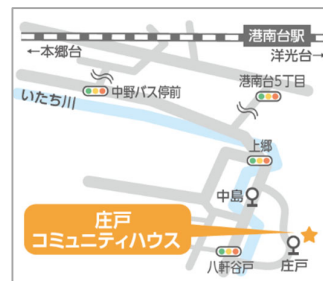 港南台駅
←本郷台
洋光台→
港南台5丁目
中野バス停前
いたち川
上郷
中島
庄戸
コミュニティハウス
八軒谷戸
庄戸